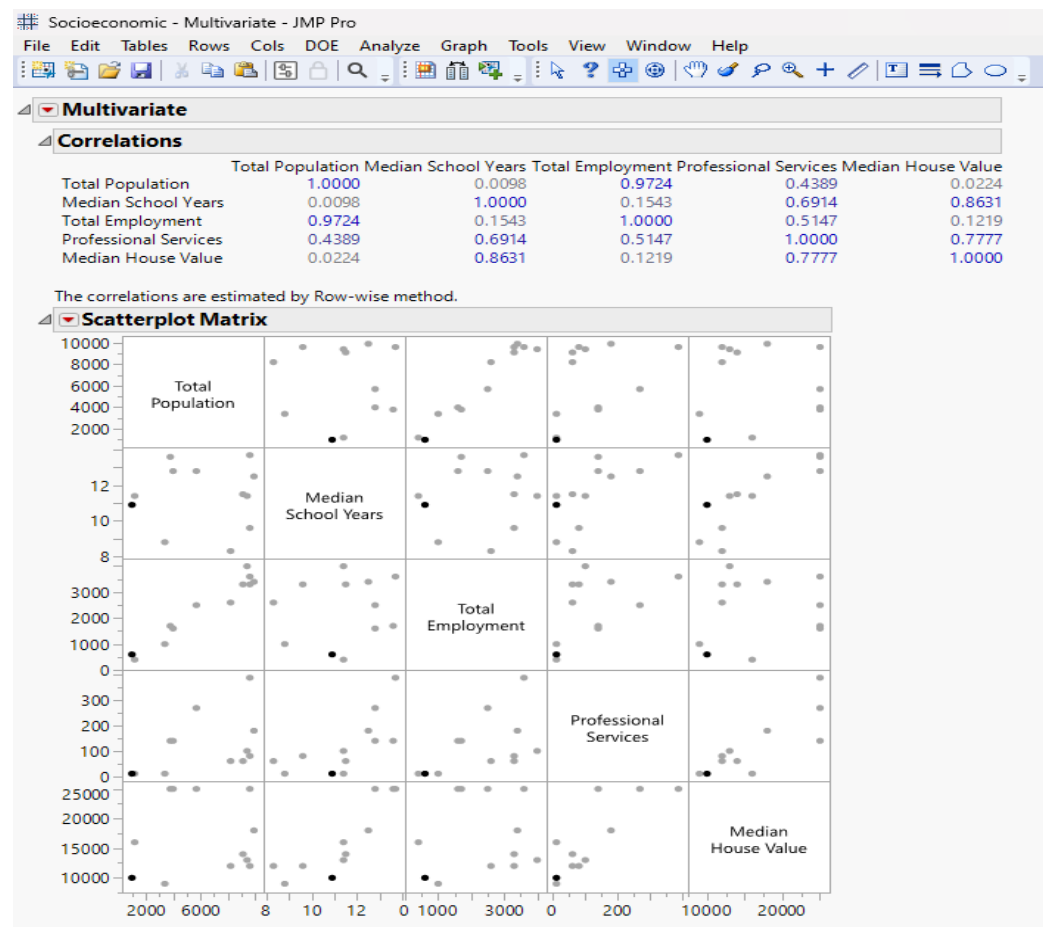 Socioeconomic - Multivariate - JMP Pro
File Edit Tables Rows Cols DOE Analyze Graph Tools View Window Help
Multivariate
Correlations
Total Population Median School Years Total Employment Professional Services Median House Value
Total Population 1.0000 0.0098 0.9724 0.4389 0.0224
Median School Years 0.0098 1.0000 0.1543 0.6914 0.8631
Total Employment 0.9724 0.1543 1.0000 0.5147 0.1219
Professional Services 0.4389 0.6914 0.5147 1.0000 0.7777
Median House Value 0.0224 0.8631 0.1219 0.7777 1.0000
The correlations are estimated by Row-wise method.
Scatterplot Matrix
10000
8000
6000
4000
2000
Total
Population
12
10
8
Median
School Years
3000
2000
1000
0
Total
Employment
300
200
100
0
Professional
Services
25000
20000
15000
10000
Median
House Value
2000 6000 8 10 12 0 1000 3000 0 200 10000 20000